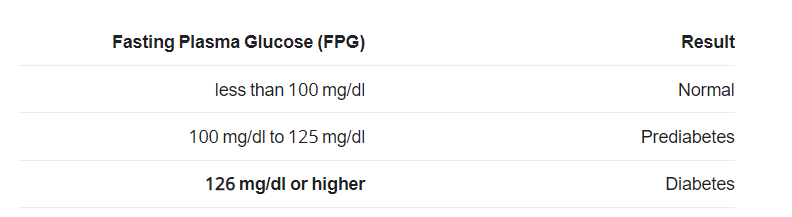 Fasting Plasma Glucose (FPG) Result
less than 100 mg/dl Normal
100 mg/dl to 125 mg/dl Prediabetes
126 mg/dl or higher Diabetes